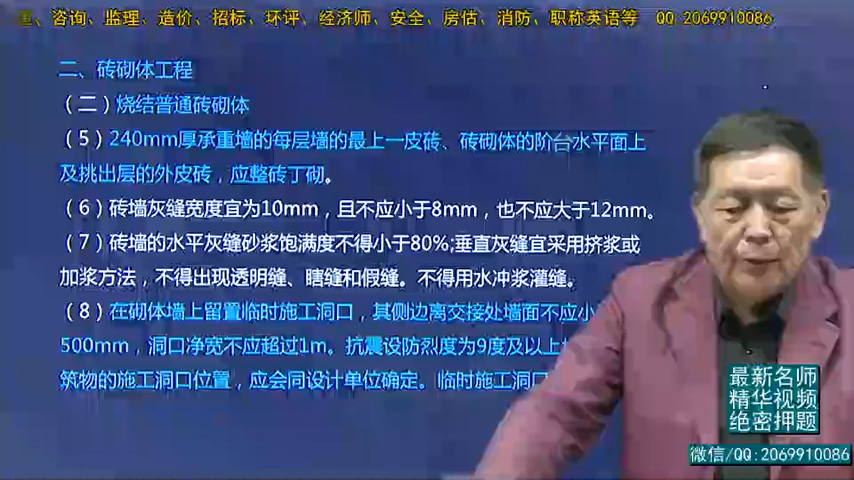 、咨询、监理、造价、招标、环评、经济师、安全、房估、消防、职称英语等 QQ 2069910086
二、砖砌体工程
（二）烧结普通砖砌体
（5）240mm厚承重墙的每层墙的最上一皮砖、砖砌体的阶台水平面上
及挑出层的外皮砖，应整砖丁砌。
（6）砖墙灰缝宽度宜为10mm，且不应小于8mm，也不应大于12mm。
（7）砖墙的水平灰缝砂浆饱满度不得小于80%;垂直灰缝宜采用挤浆或
加浆方法，不得出现透明缝、瞎缝和假缝。不得用水冲浆灌缝。
（8）在砌体墙上留置临时施工洞口，其侧边离交接处墙面不应小
500mm，洞口净宽不应超过1m。抗震设防烈度为9度及以上
筑物的施工洞口位置，应会同设计单位确定。临时施工洞口
最新名师
精华视频
绝密押题
微信/QQ:2069910086